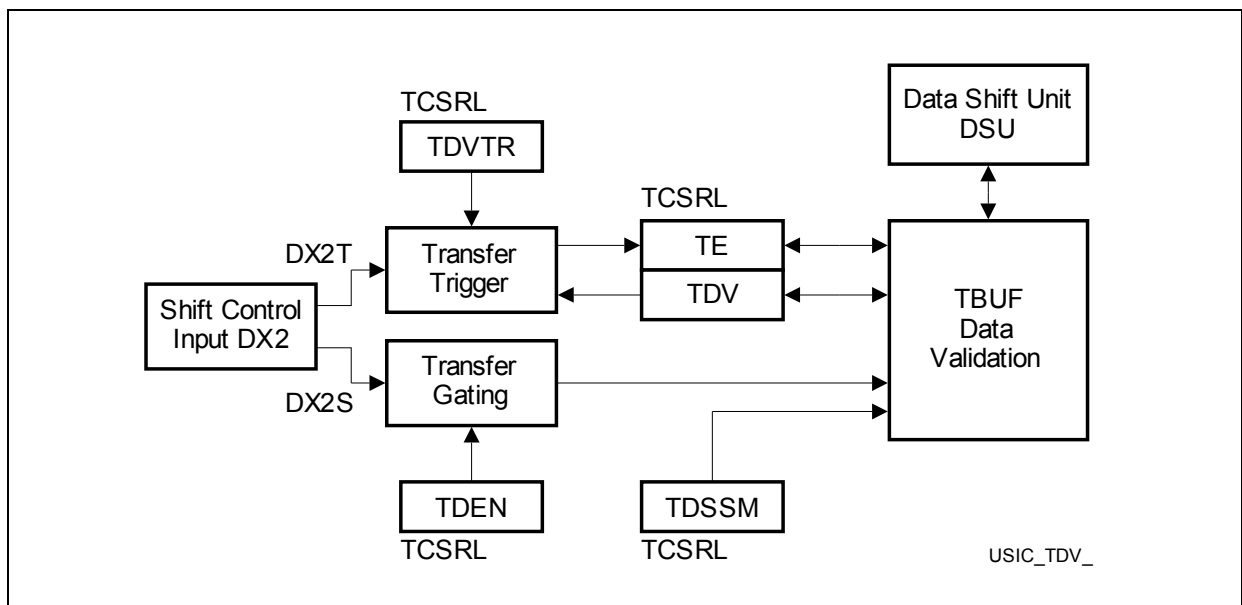 TCSRL
TDVTR
Data Shift Unit
DSU
DX2T
Transfer
Trigger
TCSRL
TE
TDV
Shift Control
Input DX2
TBUF
Data
Validation
DX2S
Transfer
Gating
TDEN
TCSRL
TDSSM
TCSRL
USIC_TDV_